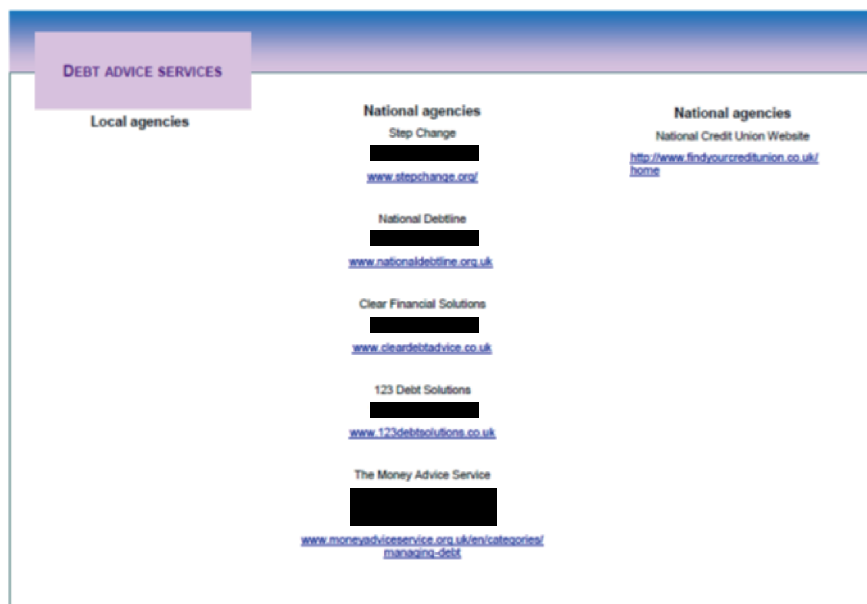 DEBT ADVICE SERVICES
Local agencies
National agencies
Step Change
www.stepchange.org/
National Debtline
www.nationaldebtline.org.uk
Clear Financial Solutions
www.cleardebtadvice.co.uk
123 Debt Solutions
www.123debtsolutions.co.uk
The Money Advice Service
www.moneyadviceservice.org.uk/en/categories/
managing-debt
National agencies
National Credit Union Website
http://www.findyourcreditunion.co.uk/
home